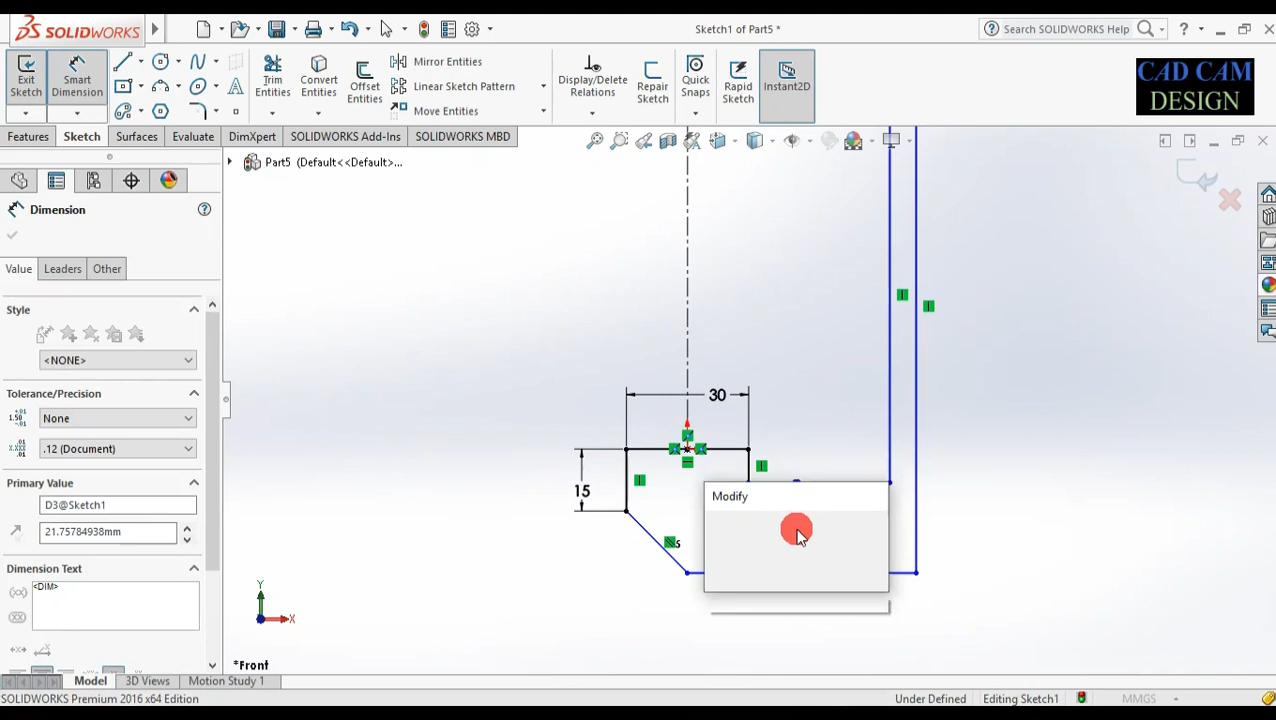 SOLIDWORKS
Sketch1 of Part5 *
Search SOLIDWORKS Help
?
Exit Sketch
Smart Dimension
Trim Entities
Convert Entities
Offset Entities
Mirror Entities
Linear Sketch Pattern
Move Entities
Display/Delete Relations
Repair Sketch
Quick Snaps
Rapid Sketch
Instant2D
CAD CAM
DESIGN
Features
Sketch
Surfaces
Evaluate
DimXpert
SOLIDWORKS Add-Ins
SOLIDWORKS MBD
Part5 (Default<<Default>...
Dimension
Value
Leaders
Other
Style
<NONE>
Tolerance/Precision
None
.12 (Document)
Primary Value
D3@Sketch1
21.75784938mm
Dimension Text
<DIM>
30
15
Modify
Y
X
*Front
Model
3D Views
Motion Study 1
SOLIDWORKS Premium 2016 x64 Edition
Under Defined
Editing Sketch1
MMGS